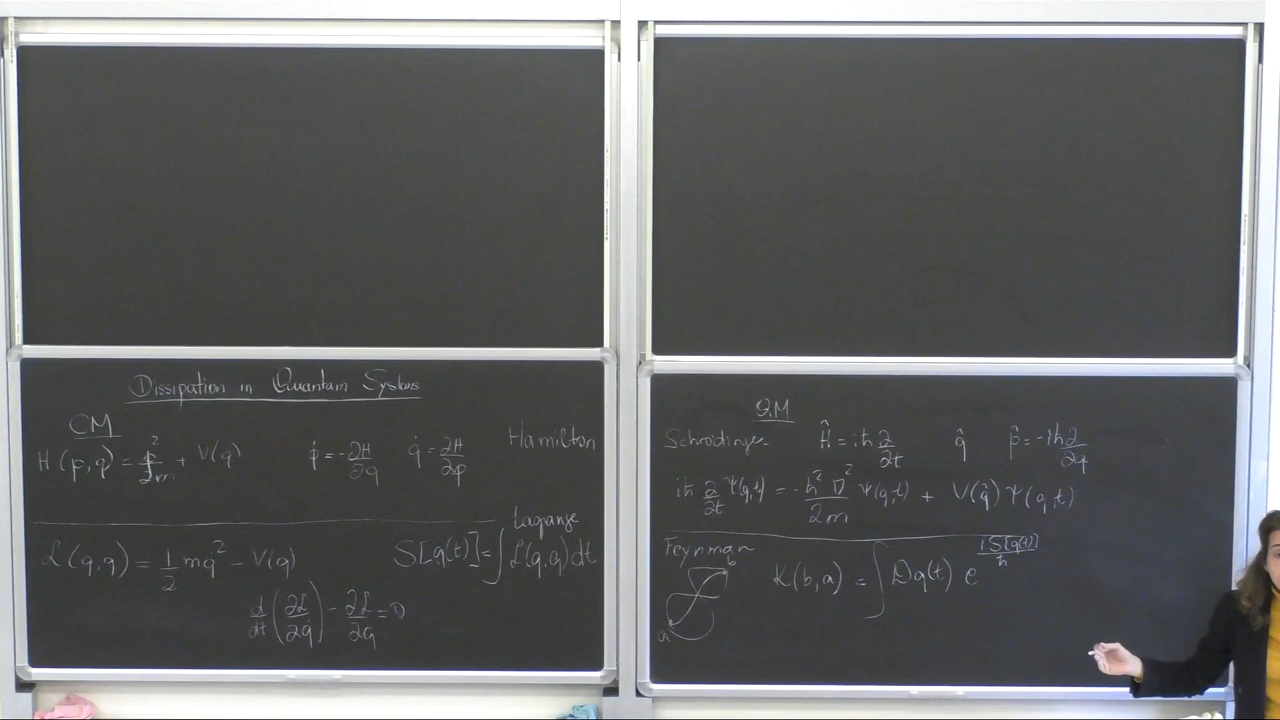 Dissipation in Quantum Systems
CM
H(p,q) = p²/2m + V(q)    ṗ = -∂H/∂q    q̇ = ∂H/∂p    Hamilton
Lagrange
ℒ(q,q̇) = 1/2 mq̇² - V(q)    S[q(t)] = ∫ ℒ(q,q̇) dt
d/dt (∂ℒ/∂q̇) - ∂ℒ/∂q = 0
QM
Schrödinger    Ĥ = iħ ∂/∂t    q̂    p̂ = -iħ ∂/∂q
iħ ∂/∂t Ψ(q,t) = -ħ²∇²/2m Ψ(q,t) + V(q̂) Ψ(q,t)
Feynman
K(b,a) = ∫ Dq(t) e^{iS[q(t)]/ħ}
b
a